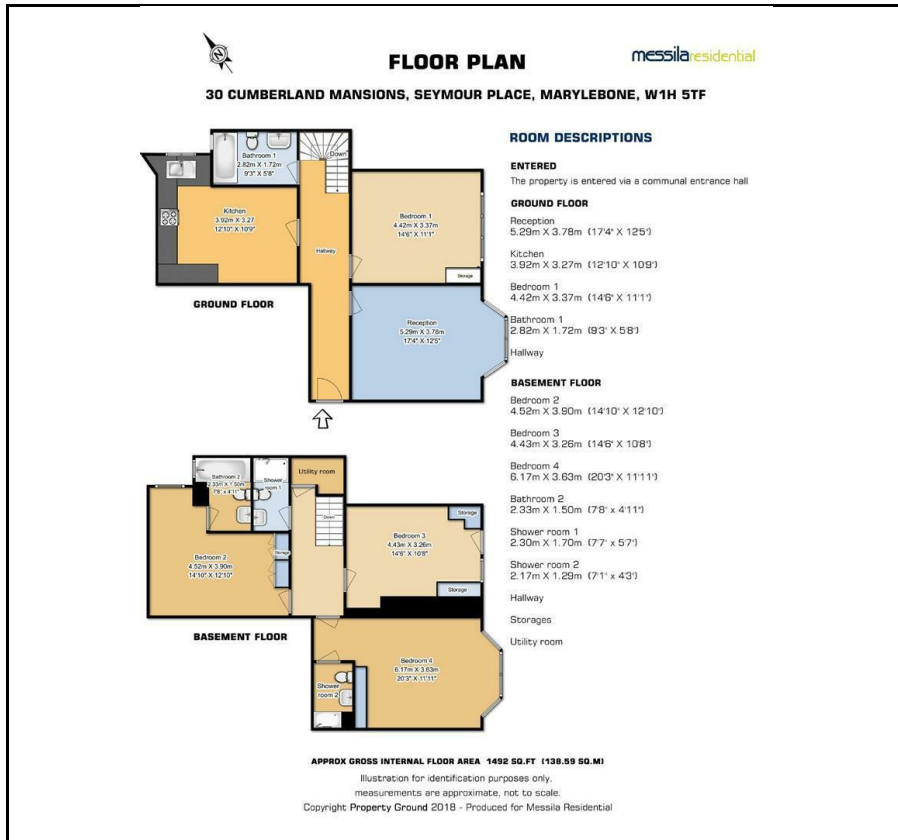 N
FLOOR PLAN
messila residential
30 CUMBERLAND MANSIONS, SEYMOUR PLACE, MARYLEBONE, W1H 5TF
Bathroom 1
2.82m X 1.72m
9'3" X 5'8"
Down
Kitchen
3.92m X 3.27
12'10" X 10'9"
Hallway
Bedroom 1
4.42m X 3.37m
14'6" X 11'1"
Storage
GROUND FLOOR
Reception
5.29m X 3.78m
17'4" X 12'5"
Bathroom 2
2.33m X 1.50m
7'8" x 4'11"
Shower
room 1
Utility room
Down
Bedroom 2
4.52m X 3.90m
14'10" X 12'10"
Storage
Bedroom 3
4.43m X 3.26m
14'6" X 10'8"
Storage
Storage
BASEMENT FLOOR
Bedroom 4
6.17m X 3.63m
20'3" X 11'11"
Shower
room 2
ROOM DESCRIPTIONS
ENTERED
The property is entered via a communal entrance hall
GROUND FLOOR
Reception
5.29m X 3.78m (17'4" X 12'5")
Kitchen
3.92m X 3.27m (12'10" X 10'9")
Bedroom 1
4.42m X 3.37m (14'6" X 11'1")
Bathroom 1
2.82m X 1.72m (9'3" X 5'8")
Hallway
BASEMENT FLOOR
Bedroom 2
4.52m X 3.90m (14'10" X 12'10")
Bedroom 3
4.43m X 3.26m (14'6" X 10'8")
Bedroom 4
6.17m X 3.63m (20'3" X 11'11")
Bathroom 2
2.33m X 1.50m (7'8" x 4'11")
Shower room 1
2.30m X 1.70m (7'7" x 5'7")
Shower room 2
2.17m X 1.29m (7'1" x 4'3")
Hallway
Storages
Utility room
APPROX GROSS INTERNAL FLOOR AREA 1492 SQ.FT (138.59 SQ.M)
Illustration for identification purposes only.
measurements are approximate, not to scale.
Copyright Property Ground 2018 - Produced for Messila Residential